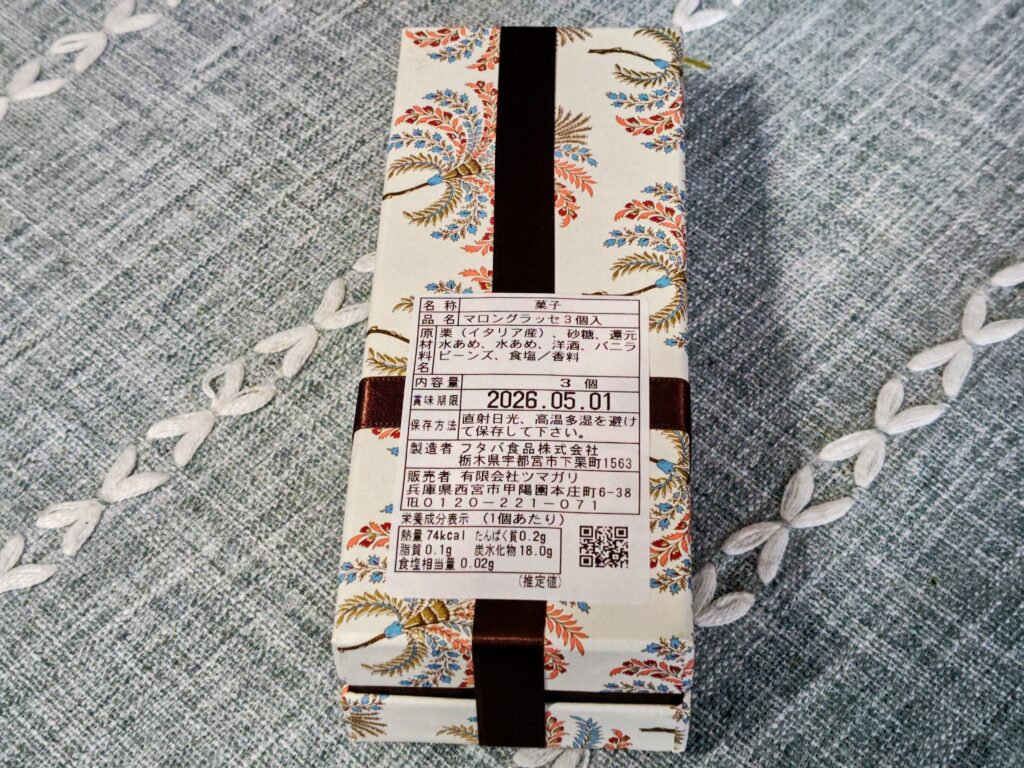 名称 菓子
品名 マロングラッセ3個入
原材料名 栗（イタリア産）、砂糖、還元
水あめ、水あめ、洋酒、バニラ
ビーンズ、食塩／香料
内容量 3個
賞味期限 2026.05.01
保存方法 直射日光、高温多湿を避け
て保存して下さい。
製造者 フタバ食品株式会社
栃木県宇都宮市下栗町1563
販売者 有限会社ツマガリ
兵庫県西宮市甲陽園本庄町6-38
℡0120-221-071
栄養成分表示 (1個あたり)
熱量 74kcal たんぱく質0.2g
脂質 0.1g 炭水化物 18.0g
食塩相当量 0.02g
(推定値)